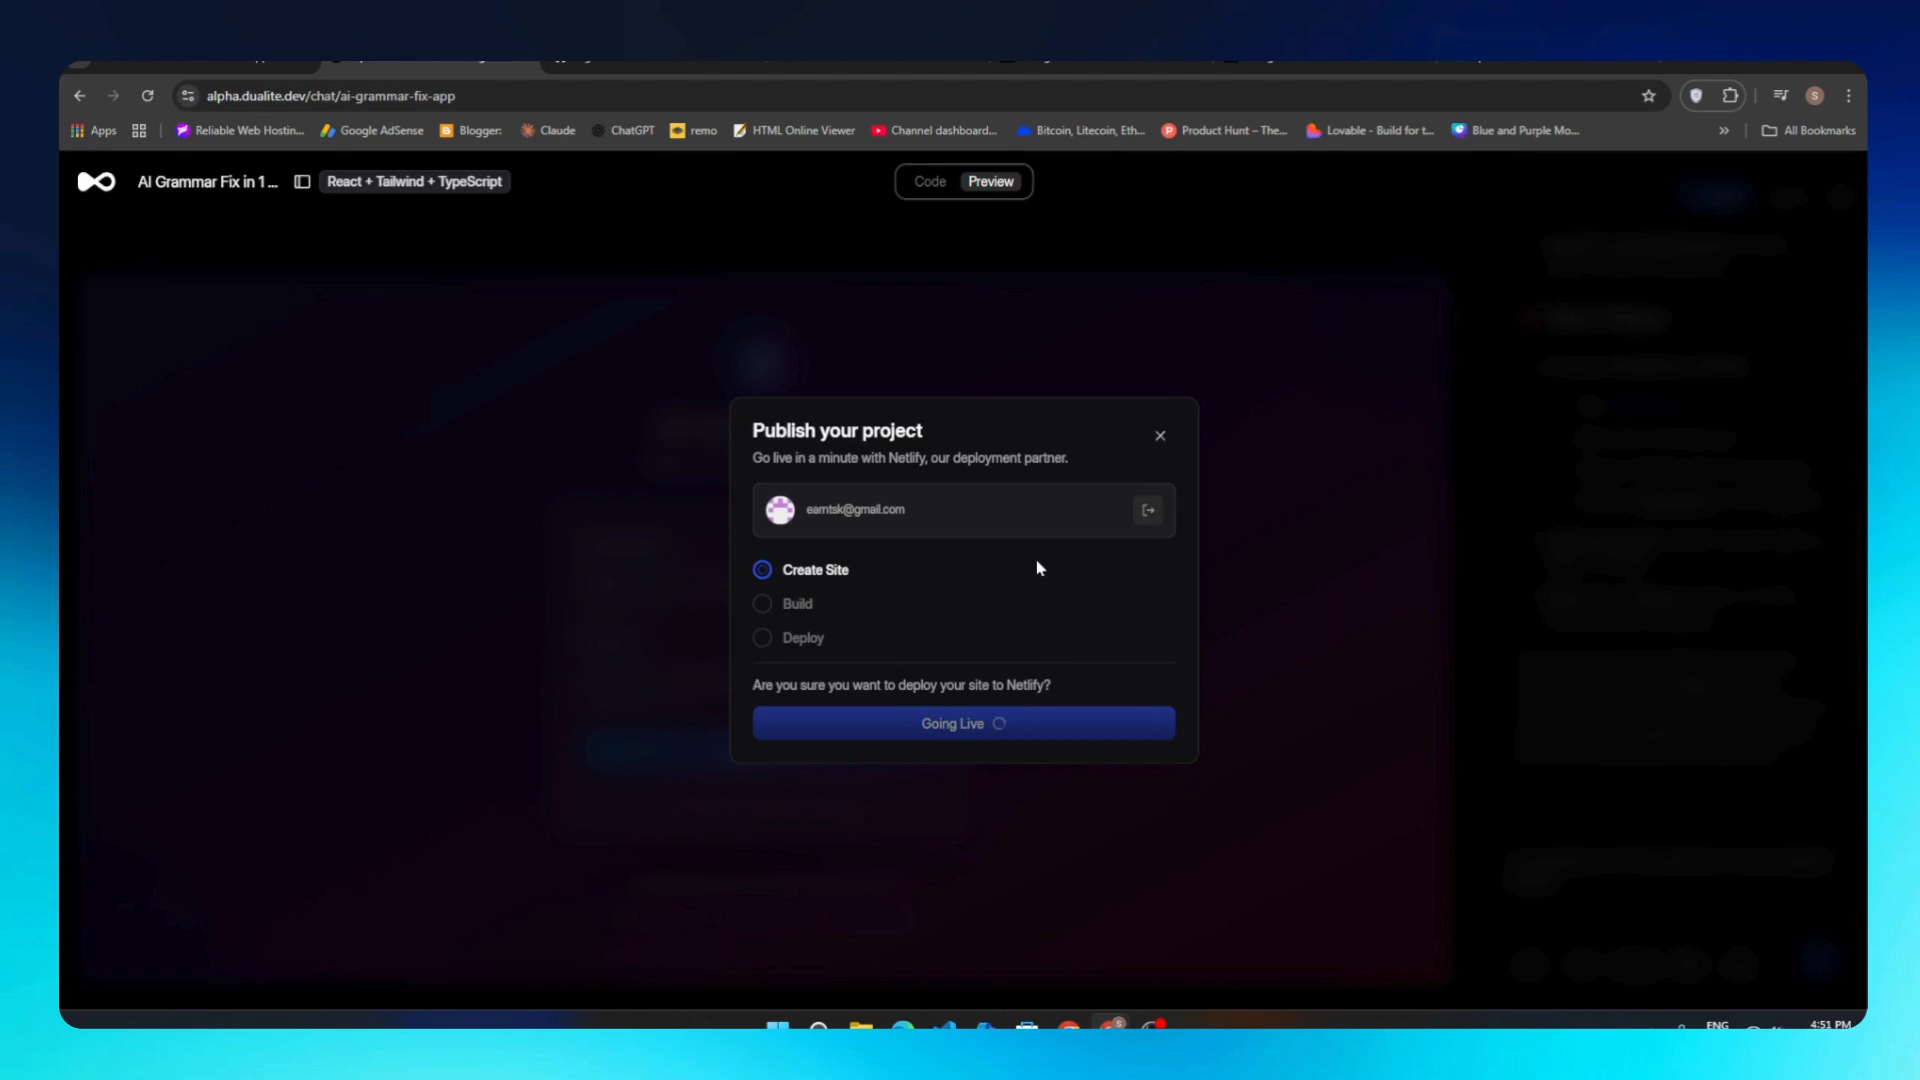 alpha.dualite.dev/chat/ai-grammar-fix-app
S
Apps
Reliable Web Hostin...
Google AdSense
Blogger:
Claude
ChatGPT
remo
HTML Online Viewer
Channel dashboard...
Bitcoin, Litecoin, Eth...
Product Hunt – The...
Lovable - Build for t...
Blue and Purple Mo...
»
All Bookmarks
AI Grammar Fix in 1 ...
React + Tailwind + TypeScript
Code
Preview
Publish your project
Go live in a minute with Netlify, our deployment partner.
earntsk@gmail.com
Create Site
Build
Deploy
Are you sure you want to deploy your site to Netlify?
Going Live
ENG
4:51 PM